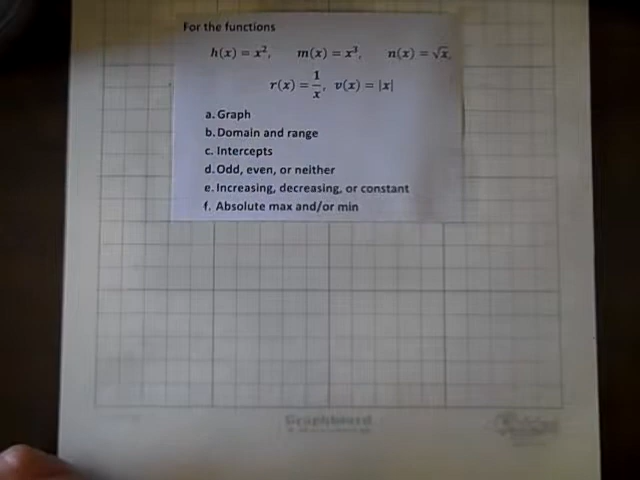 For the functions
h(x) = x², m(x) = x³, n(x) = √x,
r(x) = 1/x, v(x) = |x|
a. Graph
b. Domain and range
c. Intercepts
d. Odd, even, or neither
e. Increasing, decreasing, or constant
f. Absolute max and/or min
Graphboard